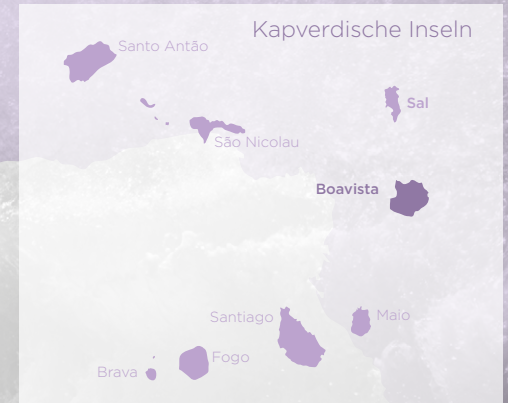 Kapverdische Inseln
Santo Antão
Sal
São Nicolau
Boavista
Santiago
Maio
Fogo
Brava